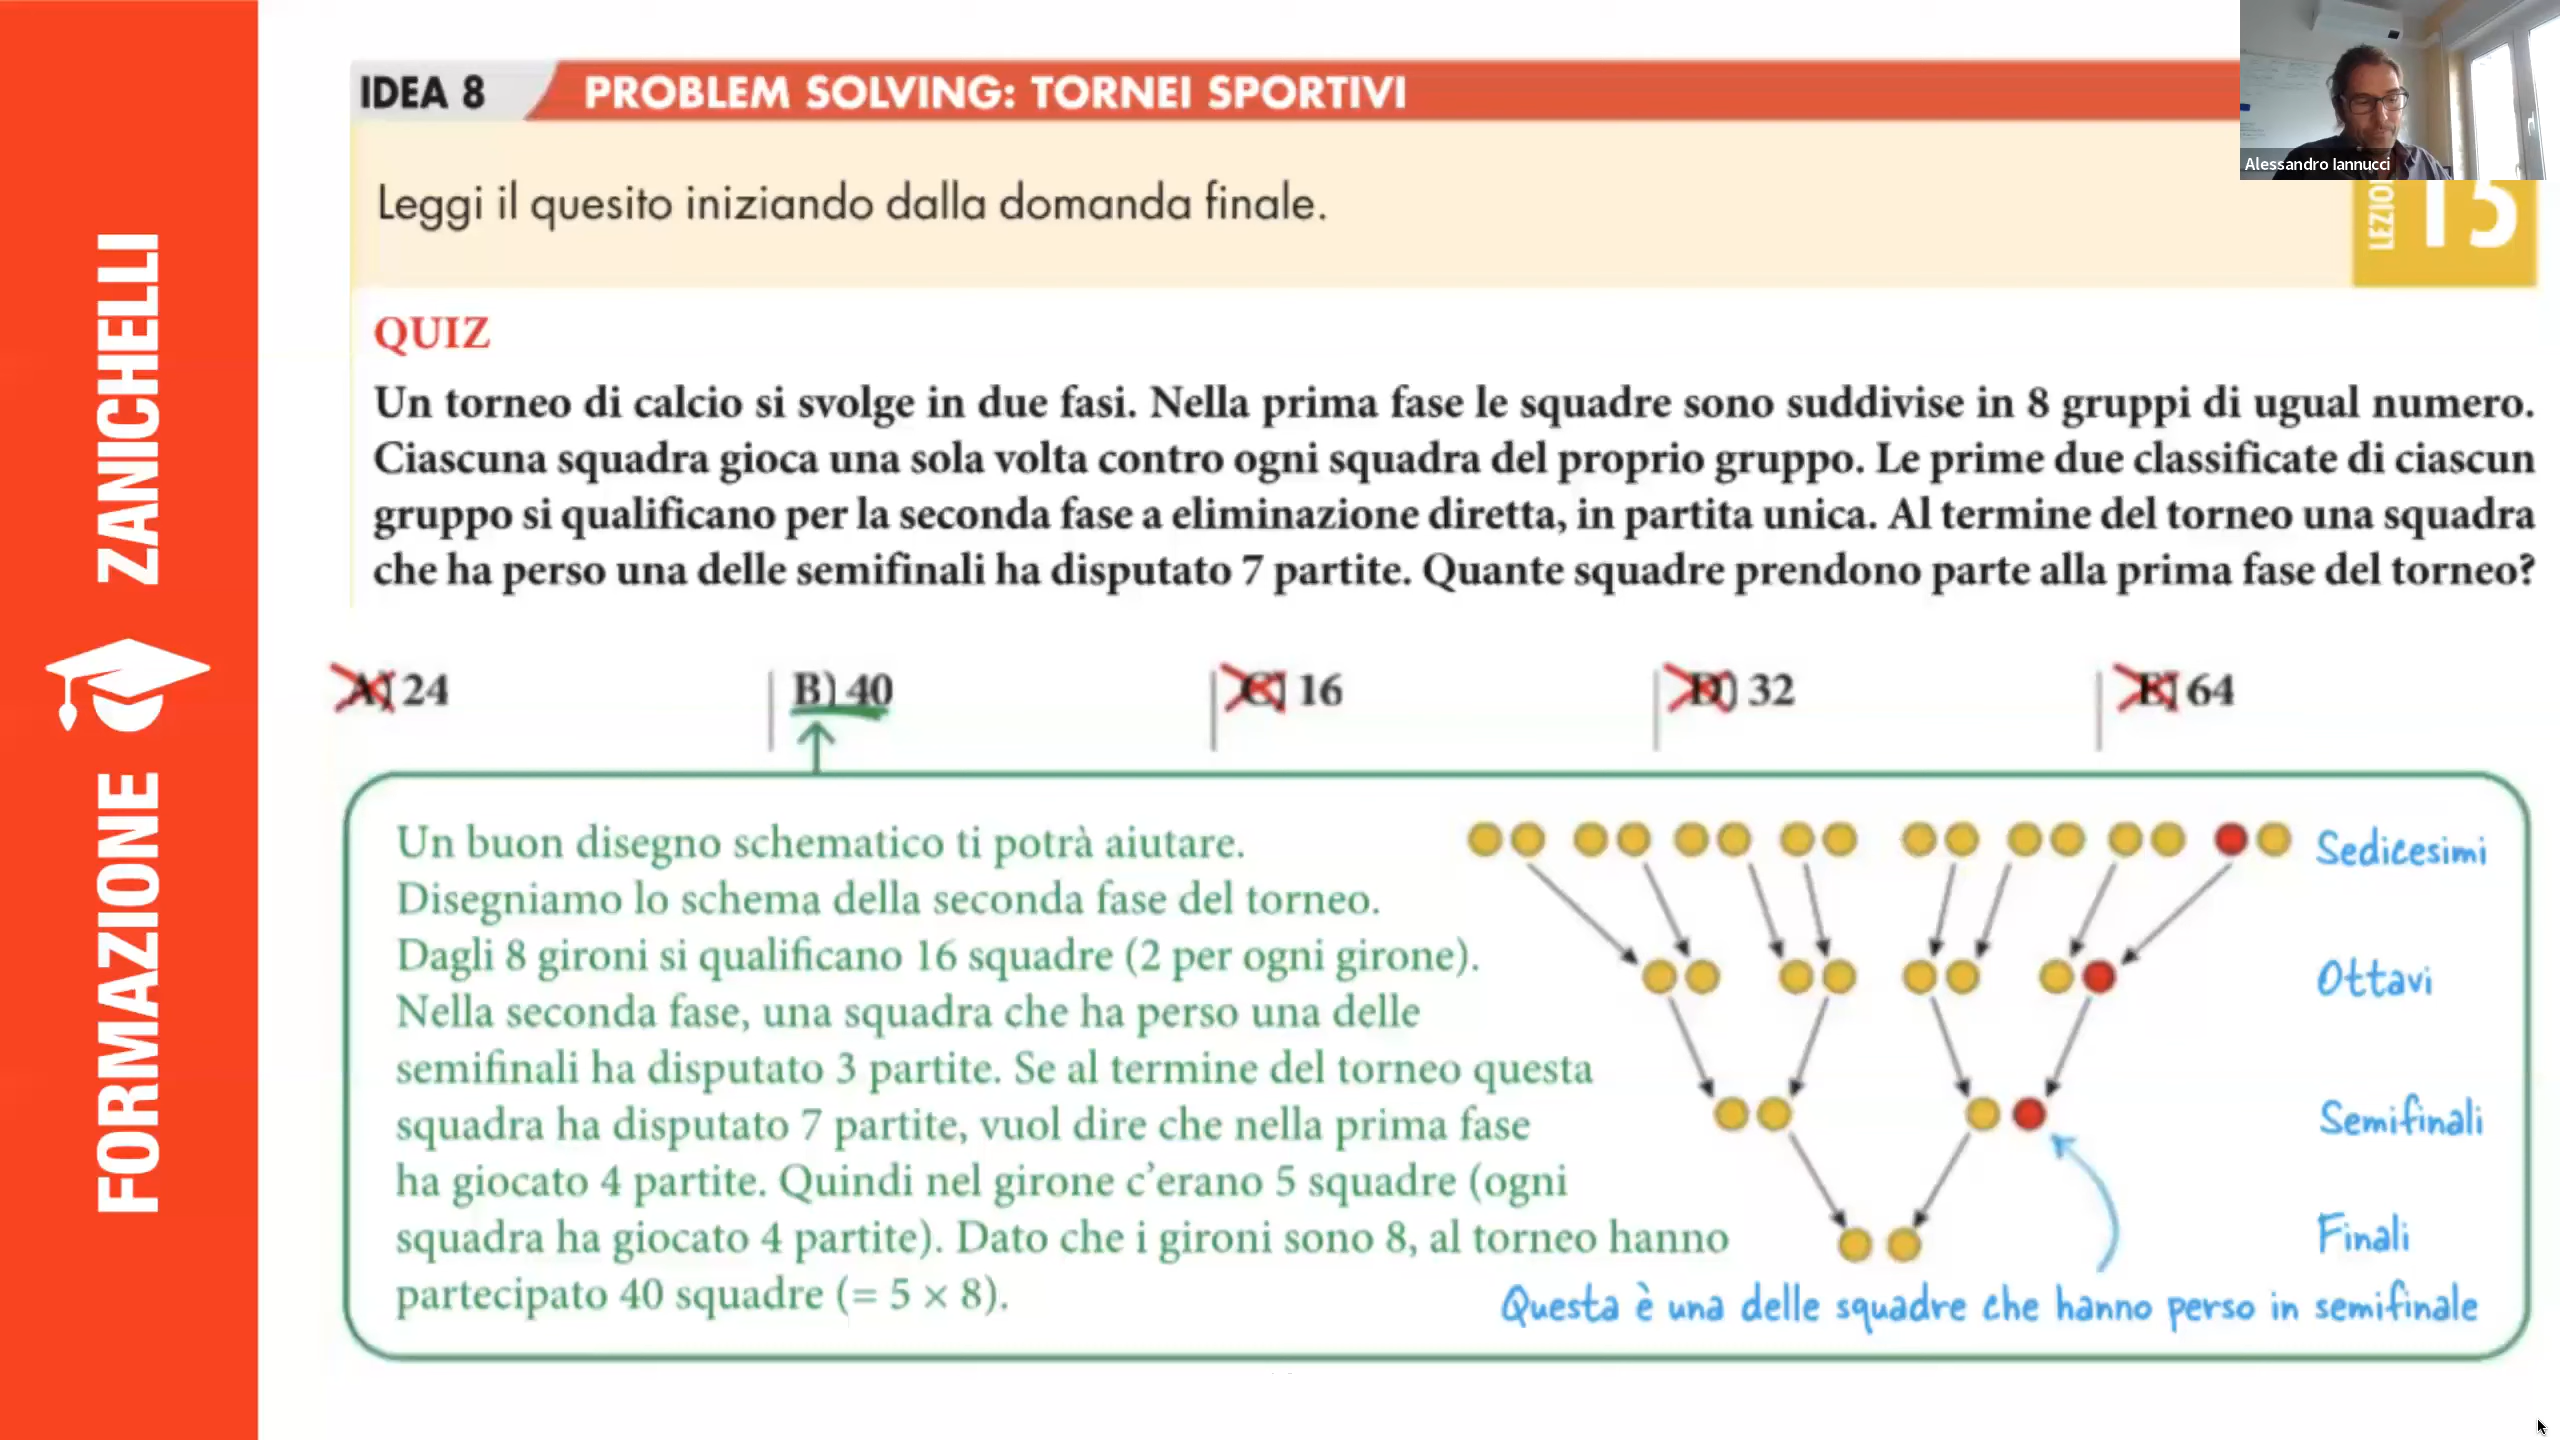 FORMAZIONE ZANICHELLI
IDEA 8 PROBLEM SOLVING: TORNEI SPORTIVI
Alessandro Iannucci
Leggi il quesito iniziando dalla domanda finale.
15
QUIZ
Un torneo di calcio si svolge in due fasi. Nella prima fase le squadre sono suddivise in 8 gruppi di ugual numero.
Ciascuna squadra gioca una sola volta contro ogni squadra del proprio gruppo. Le prime due classificate di ciascun
gruppo si qualificano per la seconda fase a eliminazione diretta, in partita unica. Al termine del torneo una squadra
che ha perso una delle semifinali ha disputato 7 partite. Quante squadre prendono parte alla prima fase del torneo?
A) 24
B) 40
C) 16
D) 32
E) 64
Un buon disegno schematico ti potrà aiutare.
Disegniamo lo schema della seconda fase del torneo.
Dagli 8 gironi si qualificano 16 squadre (2 per ogni girone).
Nella seconda fase, una squadra che ha perso una delle
semifinali ha disputato 3 partite. Se al termine del torneo questa
squadra ha disputato 7 partite, vuol dire che nella prima fase
ha giocato 4 partite. Quindi nel girone c'erano 5 squadre (ogni
squadra ha giocato 4 partite). Dato che i gironi sono 8, al torneo hanno
partecipato 40 squadre (= 5 × 8).
Sedicesimi
Ottavi
Semifinali
Finali
Questa è una delle squadre che hanno perso in semifinale